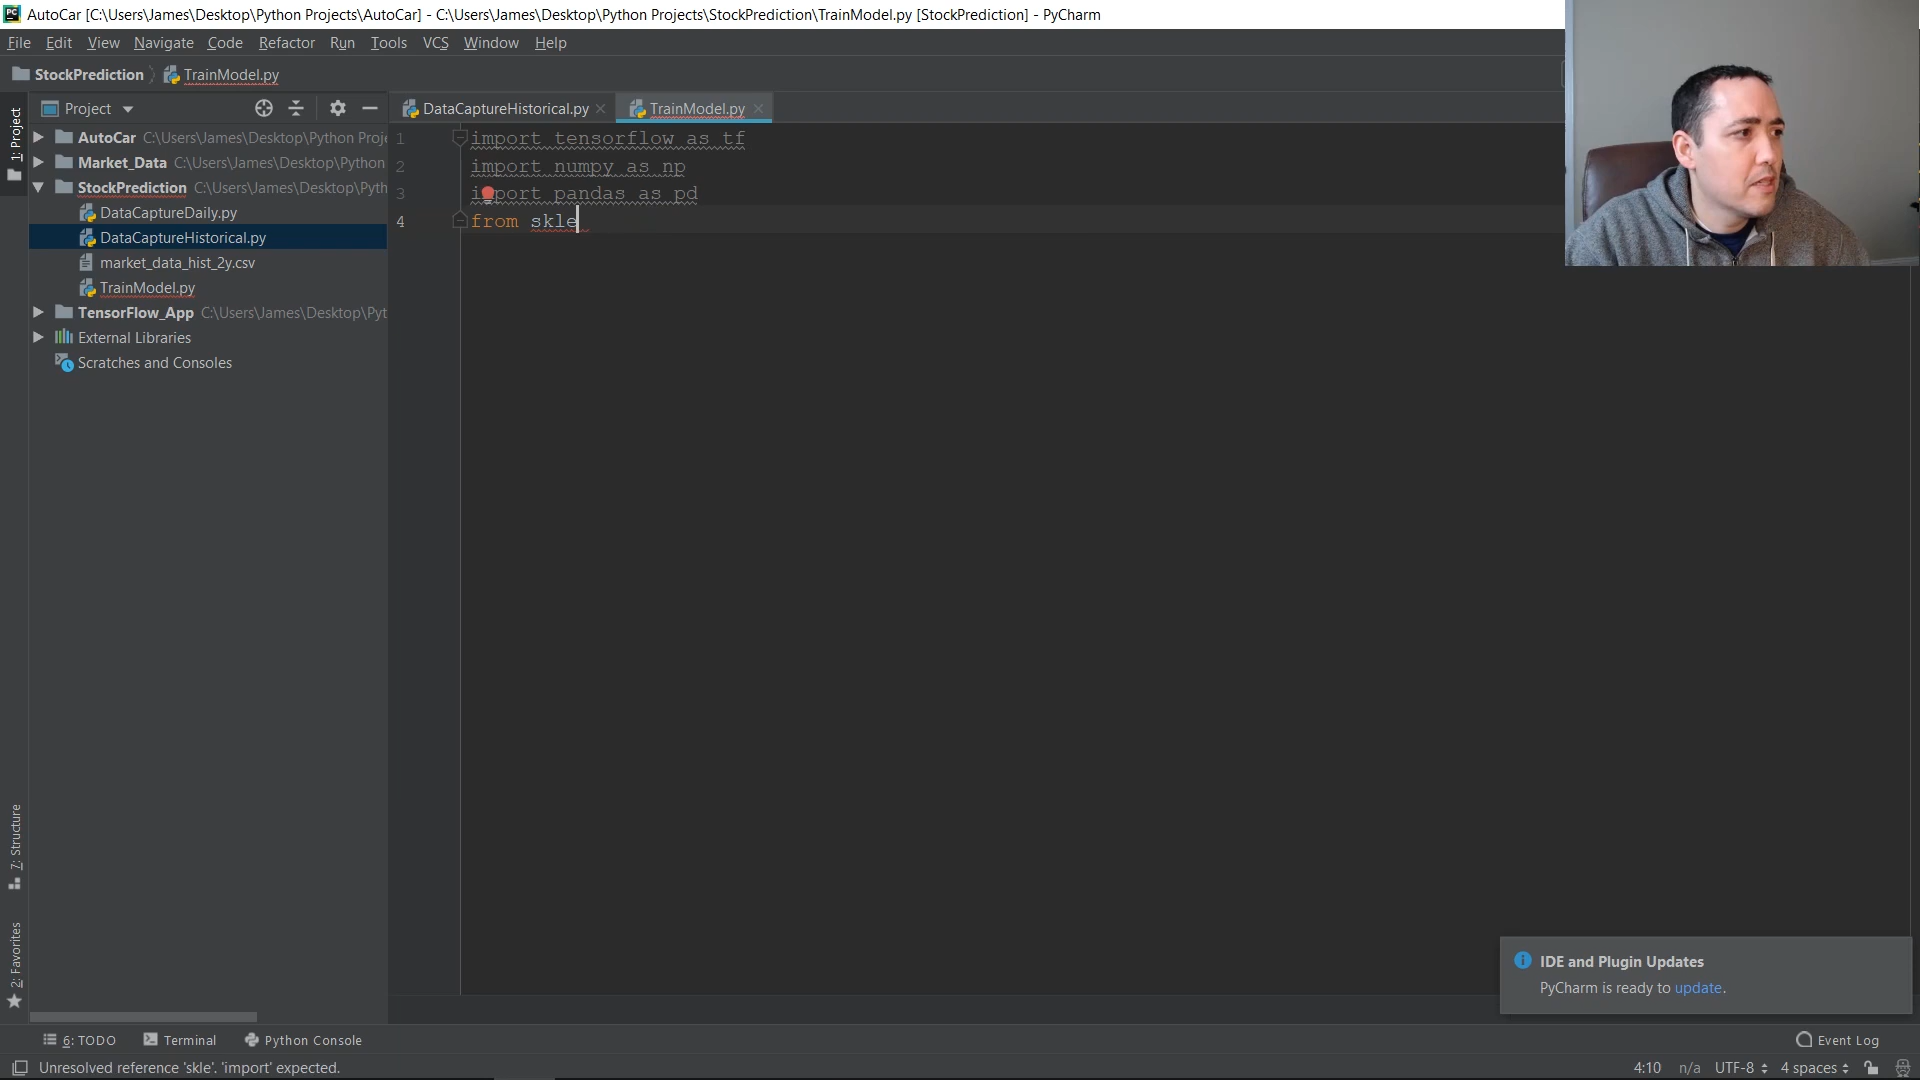 PC AutoCar [C:\Users\James\Desktop\Python Projects\AutoCar] - C:\Users\James\Desktop\Python Projects\StockPrediction\TrainModel.py [StockPrediction] - PyCharm
File Edit View Navigate Code Refactor Run Tools VCS Window Help
StockPrediction TrainModel.py
Project DataCaptureHistorical.py TrainModel.py
1: Project
AutoCar C:\Users\James\Desktop\Python Proje
Market_Data C:\Users\James\Desktop\Python
StockPrediction C:\Users\James\Desktop\Pyth
DataCaptureDaily.py
DataCaptureHistorical.py
market_data_hist_2y.csv
TrainModel.py
TensorFlow_App C:\Users\James\Desktop\Pyt
External Libraries
Scratches and Consoles
1 import tensorflow as tf
2 import numpy as np
3 import pandas as pd
4 from skle
7: Structure
2: Favorites
IDE and Plugin Updates
PyCharm is ready to update.
6: TODO Terminal Python Console Event Log
Unresolved reference 'skle'. 'import' expected. 4:10 n/a UTF-8 4 spaces